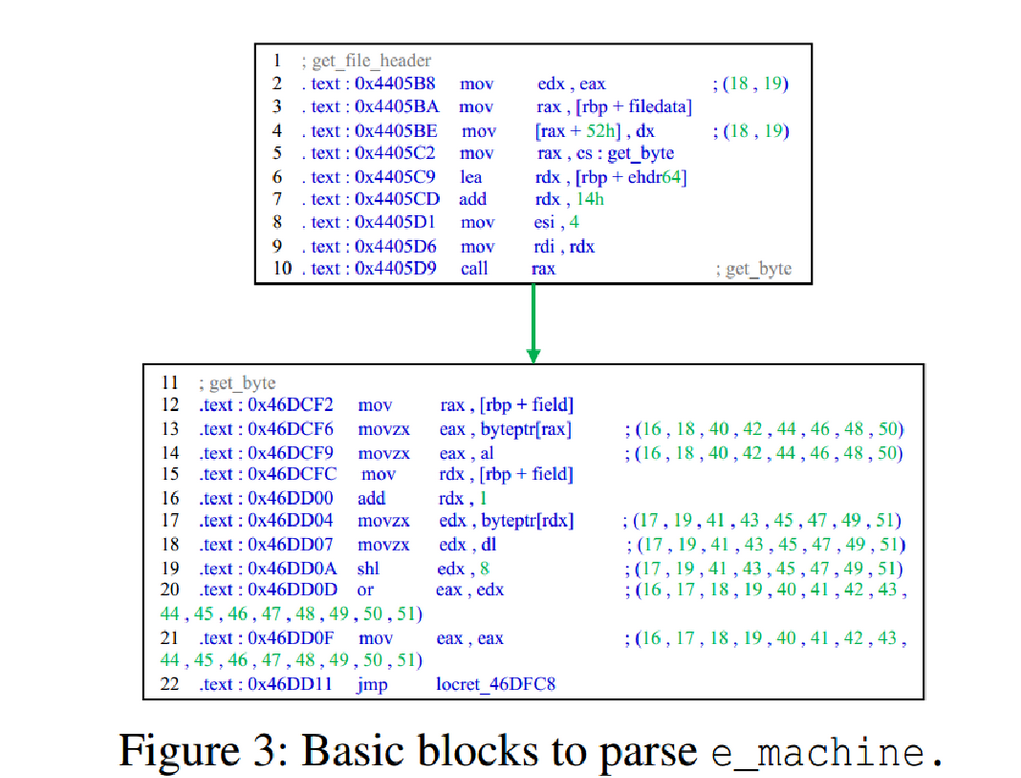 1 ; get_file_header
2 . text : 0x4405B8 mov edx , eax ; (18 , 19)
3 . text : 0x4405BA mov rax , [rbp + filedata]
4 . text : 0x4405BE mov [rax + 52h] , dx ; (18 , 19)
5 . text : 0x4405C2 mov rax , cs : get_byte
6 . text : 0x4405C9 lea rdx , [rbp + ehdr64]
7 . text : 0x4405CD add rdx , 14h
8 . text : 0x4405D1 mov esi , 4
9 . text : 0x4405D6 mov rdi , rdx
10 . text : 0x4405D9 call rax ; get_byte
11 ; get_byte
12 .text : 0x46DCF2 mov rax , [rbp + field]
13 .text : 0x46DCF6 movzx eax , byteptr[rax] ; (16 , 18 , 40 , 42 , 44 , 46 , 48 , 50)
14 .text : 0x46DCF9 movzx eax , al ; (16 , 18 , 40 , 42 , 44 , 46 , 48 , 50)
15 .text : 0x46DCFC mov rdx , [rbp + field]
16 .text : 0x46DD00 add rdx , 1
17 .text : 0x46DD04 movzx edx , byteptr[rdx] ; (17 , 19 , 41 , 43 , 45 , 47 , 49 , 51)
18 .text : 0x46DD07 movzx edx , dl ; (17 , 19 , 41 , 43 , 45 , 47 , 49 , 51)
19 .text : 0x46DD0A shl edx , 8 ; (17 , 19 , 41 , 43 , 45 , 47 , 49 , 51)
20 .text : 0x46DD0D or eax , edx ; (16 , 17 , 18 , 19 , 40 , 41 , 42 , 43 ,
44 , 45 , 46 , 47 , 48 , 49 , 50 , 51)
21 .text : 0x46DD0F mov eax , eax ; (16 , 17 , 18 , 19 , 40 , 41 , 42 , 43 ,
44 , 45 , 46 , 47 , 48 , 49 , 50 , 51)
22 .text : 0x46DD11 jmp locret_46DFC8
Figure 3: Basic blocks to parse e_machine.